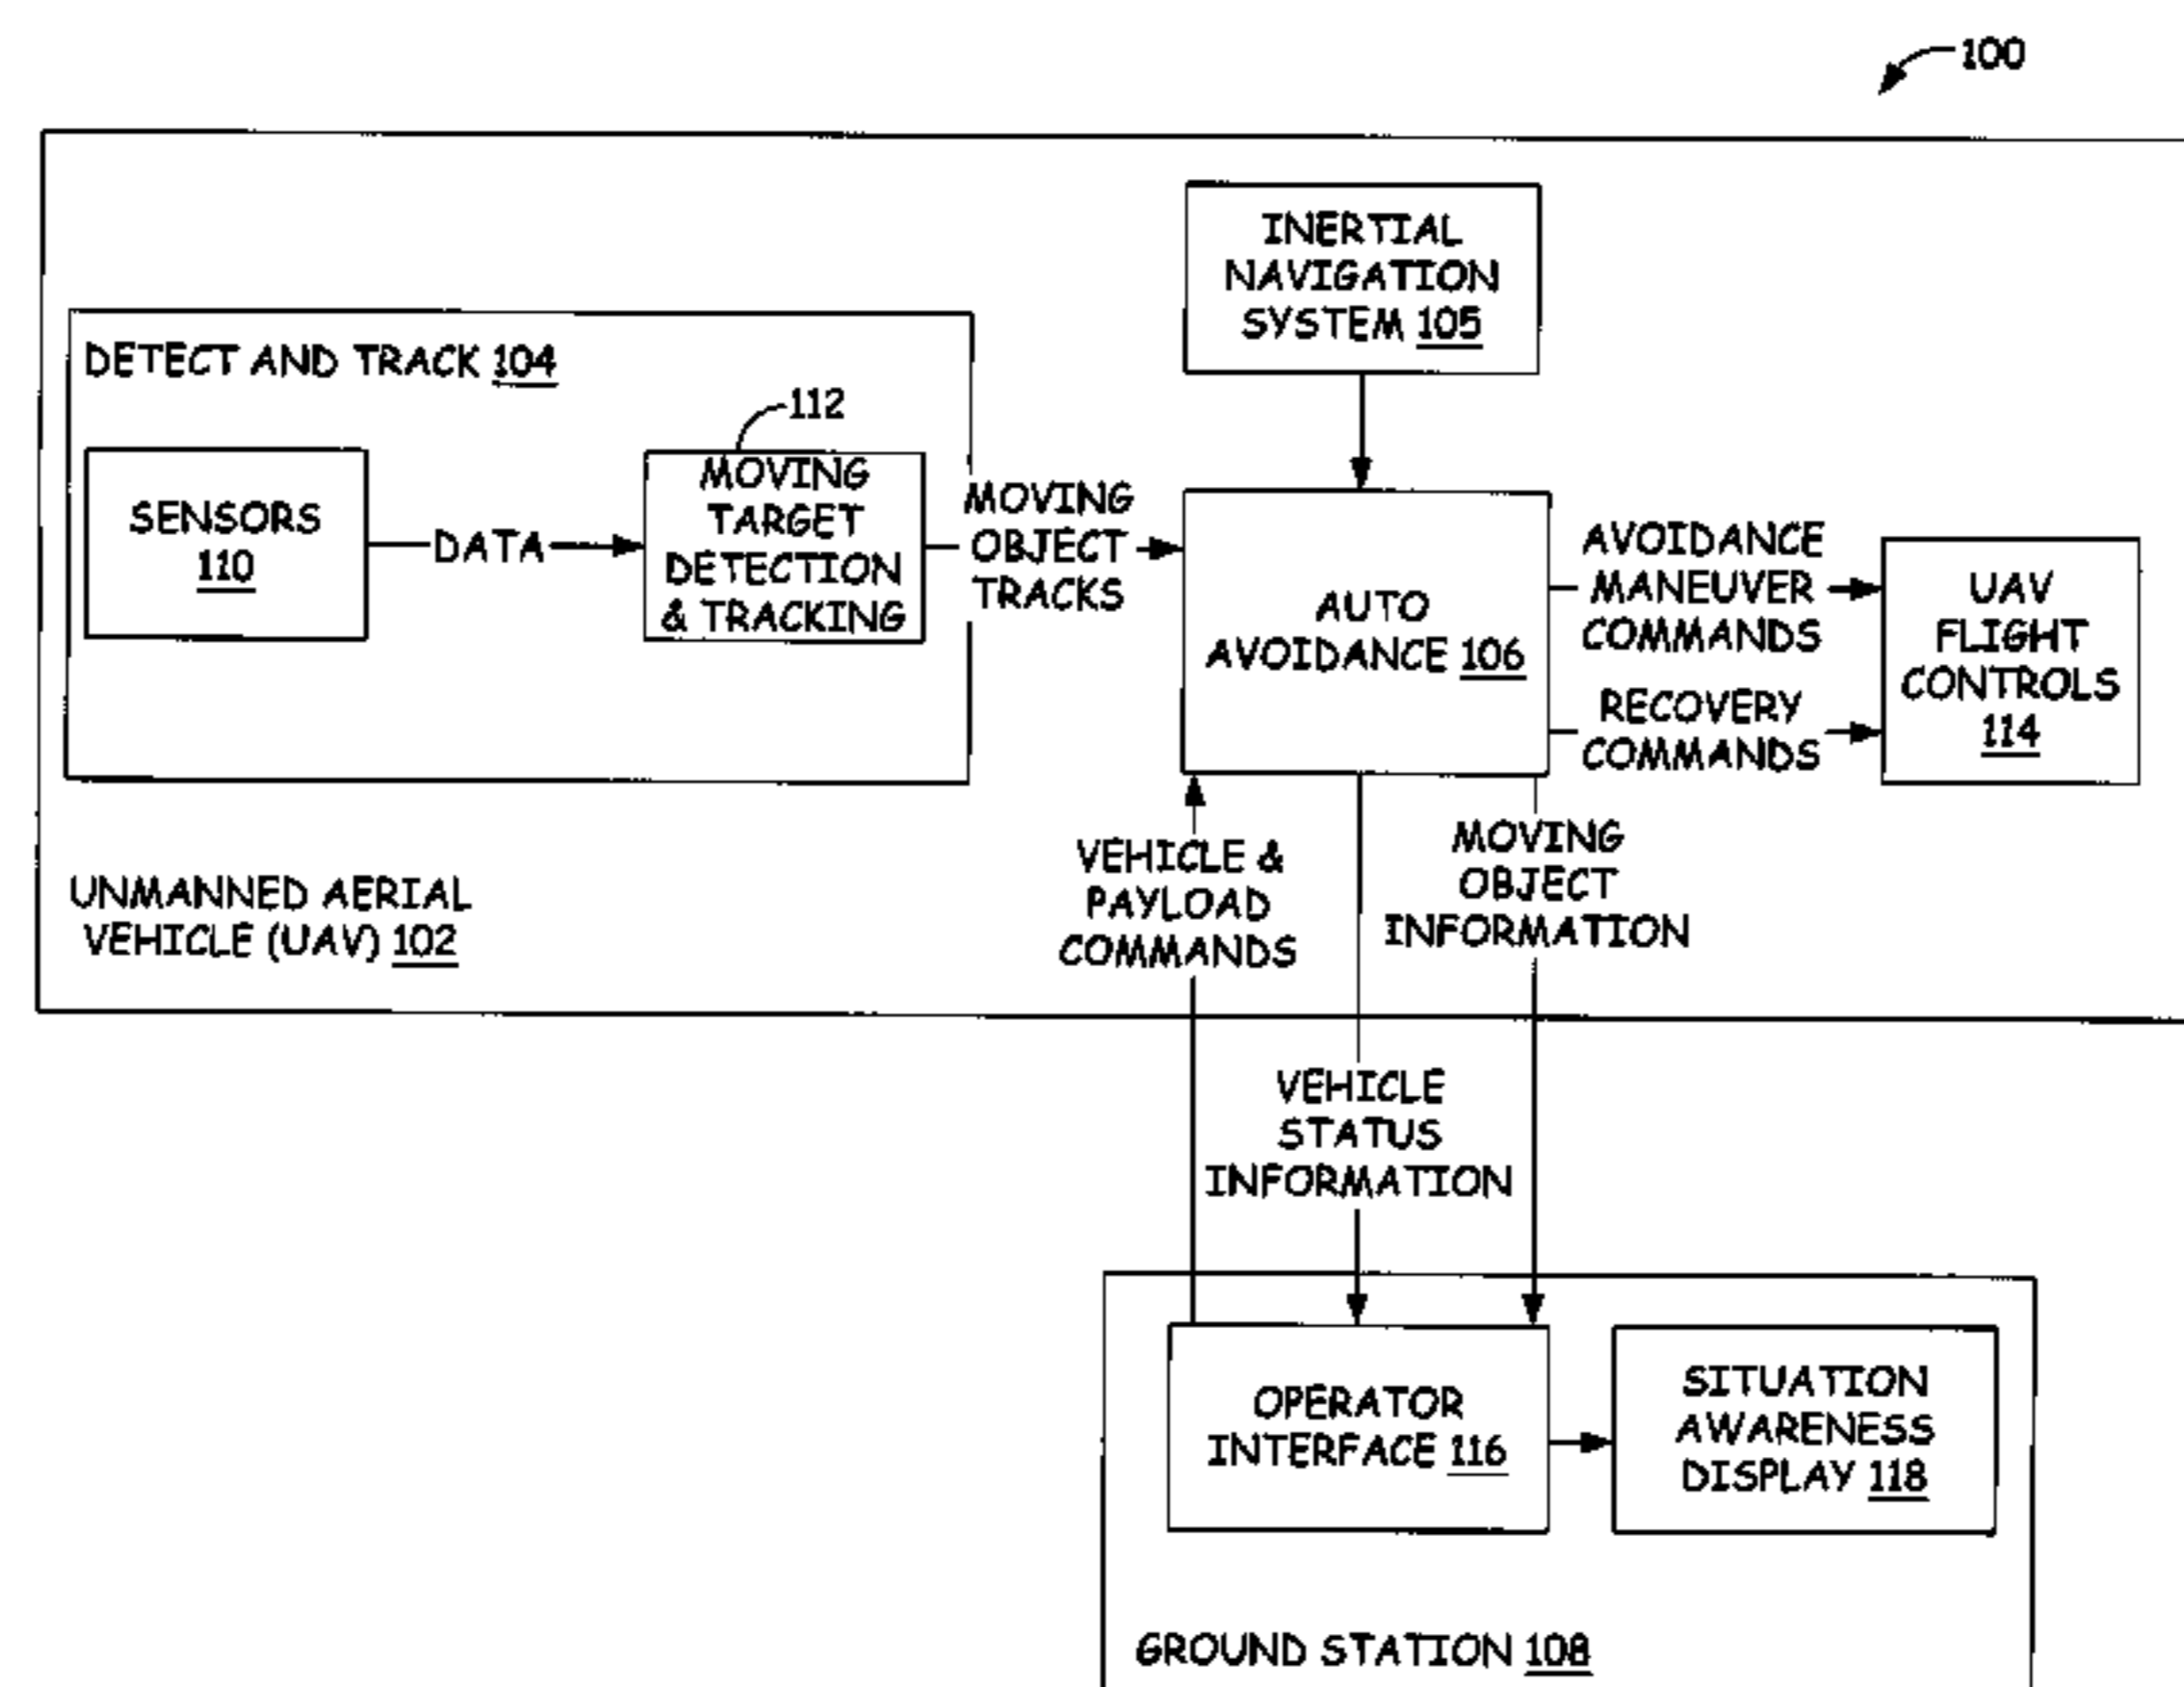 100
INERTIAL
NAVIGATION
SYSTEM 105
DETECT AND TRACK 104
112
SENSORS
110
DATA
MOVING
TARGET
DETECTION
& TRACKING
MOVING
OBJECT
TRACKS
AUTO
AVOIDANCE 106
AVOIDANCE
MANEUVER
COMMANDS
RECOVERY
COMMANDS
UAV
FLIGHT
CONTROLS
114
UNMANNED AERIAL
VEHICLE (UAV) 102
VEHICLE &
PAYLOAD
COMMANDS
MOVING
OBJECT
INFORMATION
VEHICLE
STATUS
INFORMATION
OPERATOR
INTERFACE 116
SITUATION
AWARENESS
DISPLAY 118
GROUND STATION 108